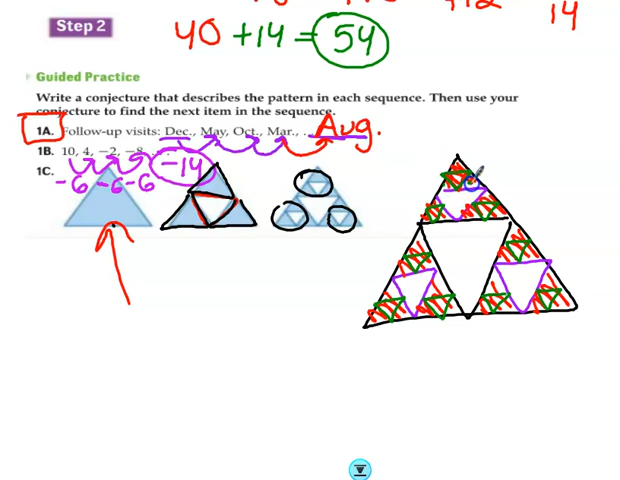 14
Step 2
40 +14 = 54
Guided Practice
Write a conjecture that describes the pattern in each sequence. Then use your
conjecture to find the next item in the sequence.
1A. Follow-up visits: Dec., May, Oct., Mar., . . . Aug.
1B. 10, 4, −2, −8, . . . -14
-6 -6 -6
1C.